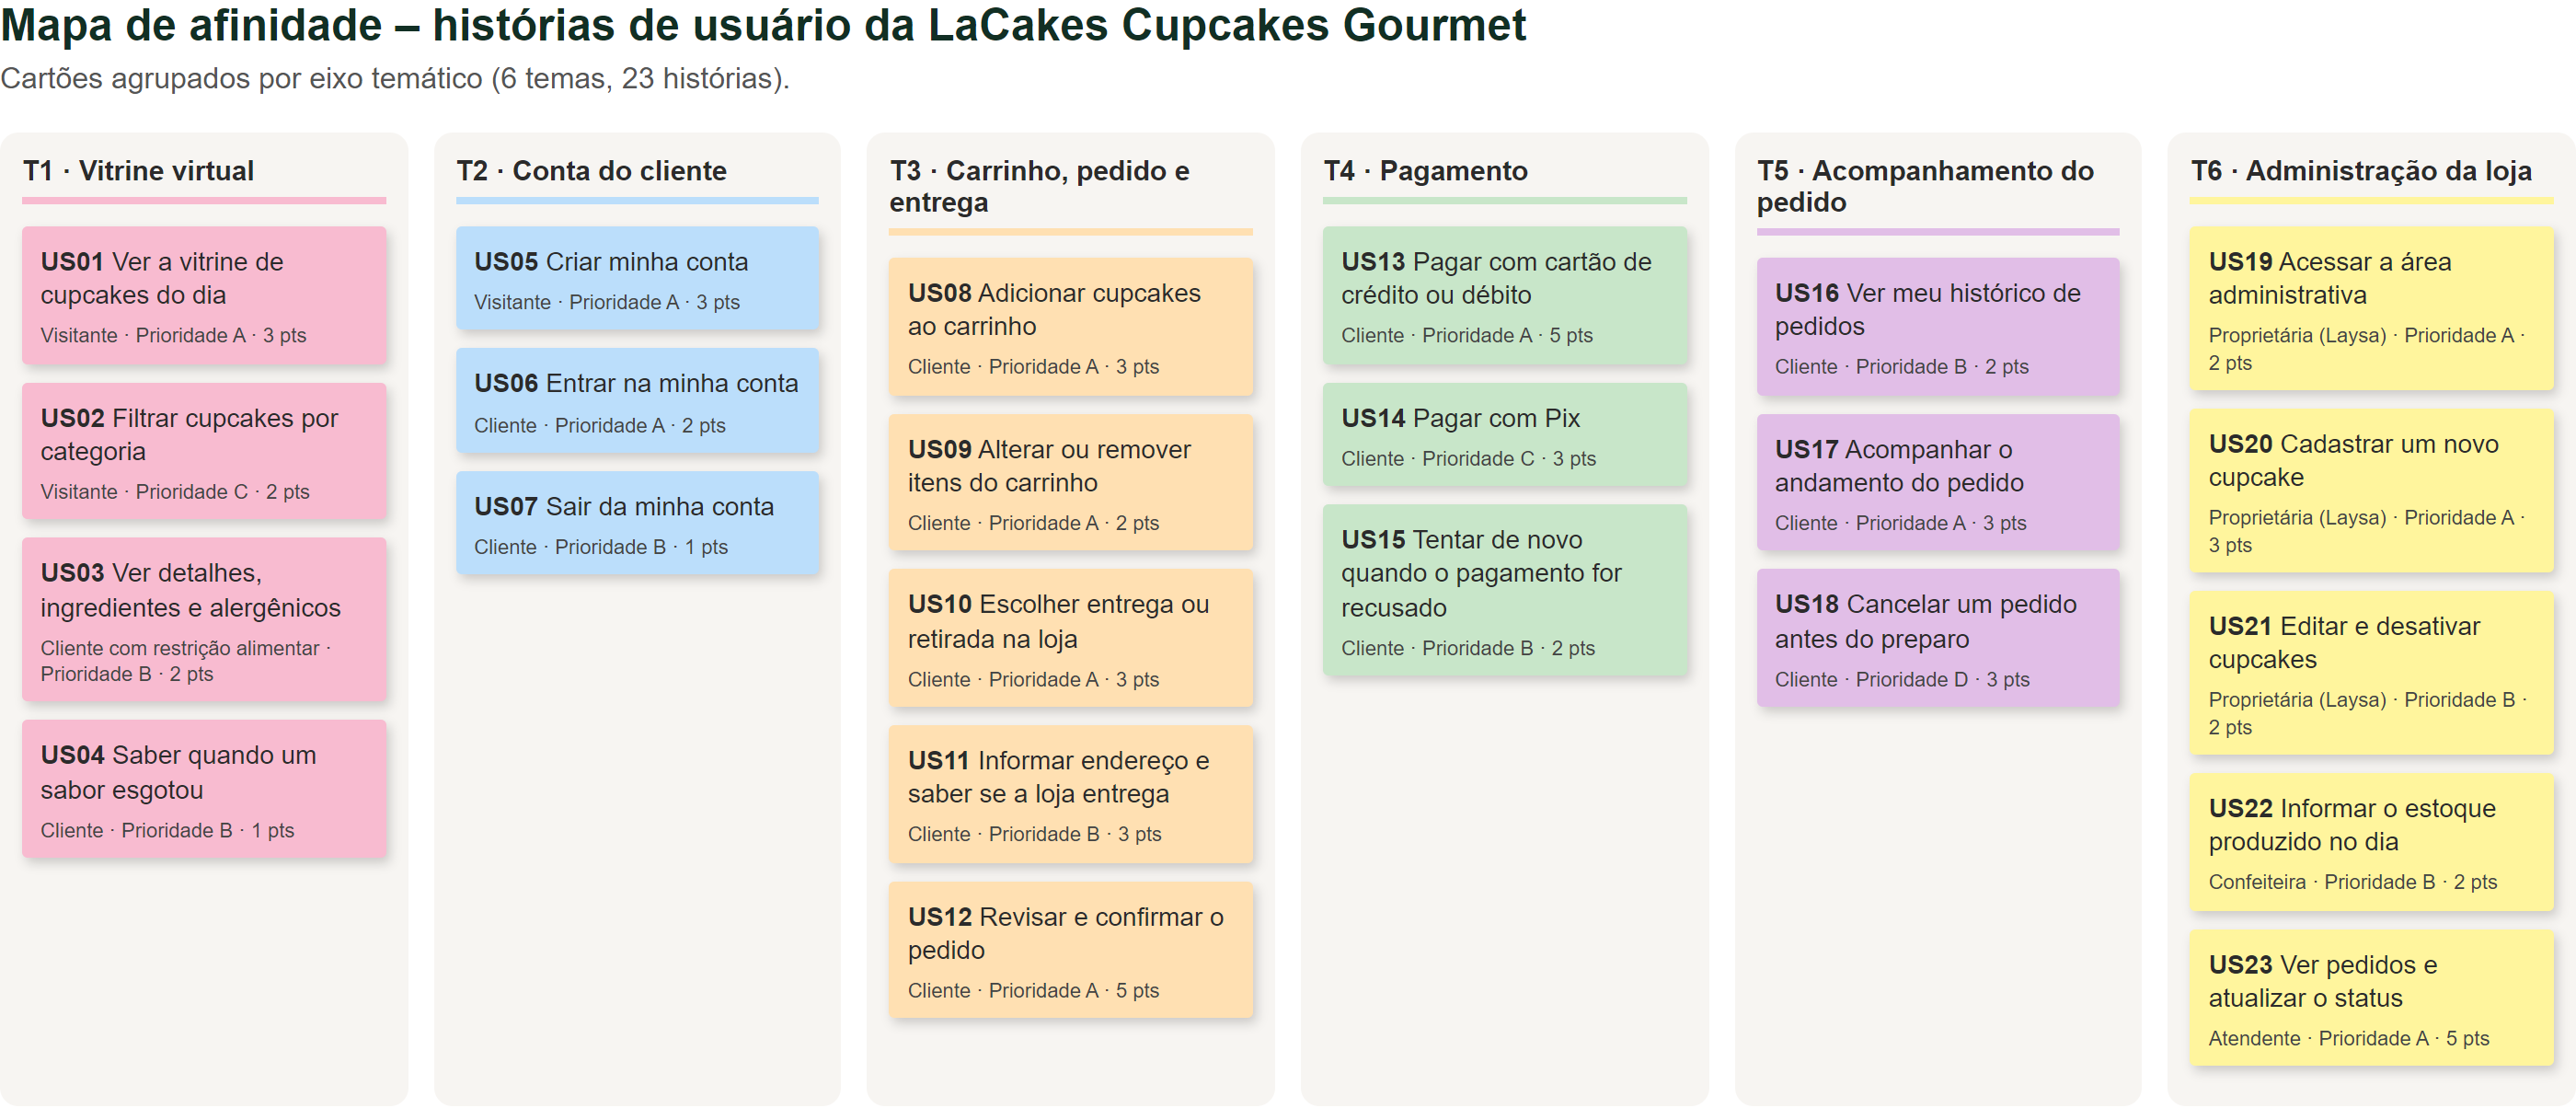 Mapa de afinidade – histórias de usuário da LaCakes Cupcakes Gourmet
Cartões agrupados por eixo temático (6 temas, 23 histórias).
T1 · Vitrine virtual
US01 Ver a vitrine de
cupcakes do dia
Visitante · Prioridade A · 3 pts
US02 Filtrar cupcakes por
categoria
Visitante · Prioridade C · 2 pts
US03 Ver detalhes,
ingredientes e alergênicos
Cliente com restrição alimentar ·
Prioridade B · 2 pts
US04 Saber quando um
sabor esgotou
Cliente · Prioridade B · 1 pts
T2 · Conta do cliente
US05 Criar minha conta
Visitante · Prioridade A · 3 pts
US06 Entrar na minha conta
Cliente · Prioridade A · 2 pts
US07 Sair da minha conta
Cliente · Prioridade B · 1 pts
T3 · Carrinho, pedido e
entrega
US08 Adicionar cupcakes
ao carrinho
Cliente · Prioridade A · 3 pts
US09 Alterar ou remover
itens do carrinho
Cliente · Prioridade A · 2 pts
US10 Escolher entrega ou
retirada na loja
Cliente · Prioridade A · 3 pts
US11 Informar endereço e
saber se a loja entrega
Cliente · Prioridade B · 3 pts
US12 Revisar e confirmar o
pedido
Cliente · Prioridade A · 5 pts
T4 · Pagamento
US13 Pagar com cartão de
crédito ou débito
Cliente · Prioridade A · 5 pts
US14 Pagar com Pix
Cliente · Prioridade C · 3 pts
US15 Tentar de novo
quando o pagamento for
recusado
Cliente · Prioridade B · 2 pts
T5 · Acompanhamento do
pedido
US16 Ver meu histórico de
pedidos
Cliente · Prioridade B · 2 pts
US17 Acompanhar o
andamento do pedido
Cliente · Prioridade A · 3 pts
US18 Cancelar um pedido
antes do preparo
Cliente · Prioridade D · 3 pts
T6 · Administração da loja
US19 Acessar a área
administrativa
Proprietária (Laysa) · Prioridade A ·
2 pts
US20 Cadastrar um novo
cupcake
Proprietária (Laysa) · Prioridade A ·
3 pts
US21 Editar e desativar
cupcakes
Proprietária (Laysa) · Prioridade B ·
2 pts
US22 Informar o estoque
produzido no dia
Confeiteira · Prioridade B · 2 pts
US23 Ver pedidos e
atualizar o status
Atendente · Prioridade A · 5 pts